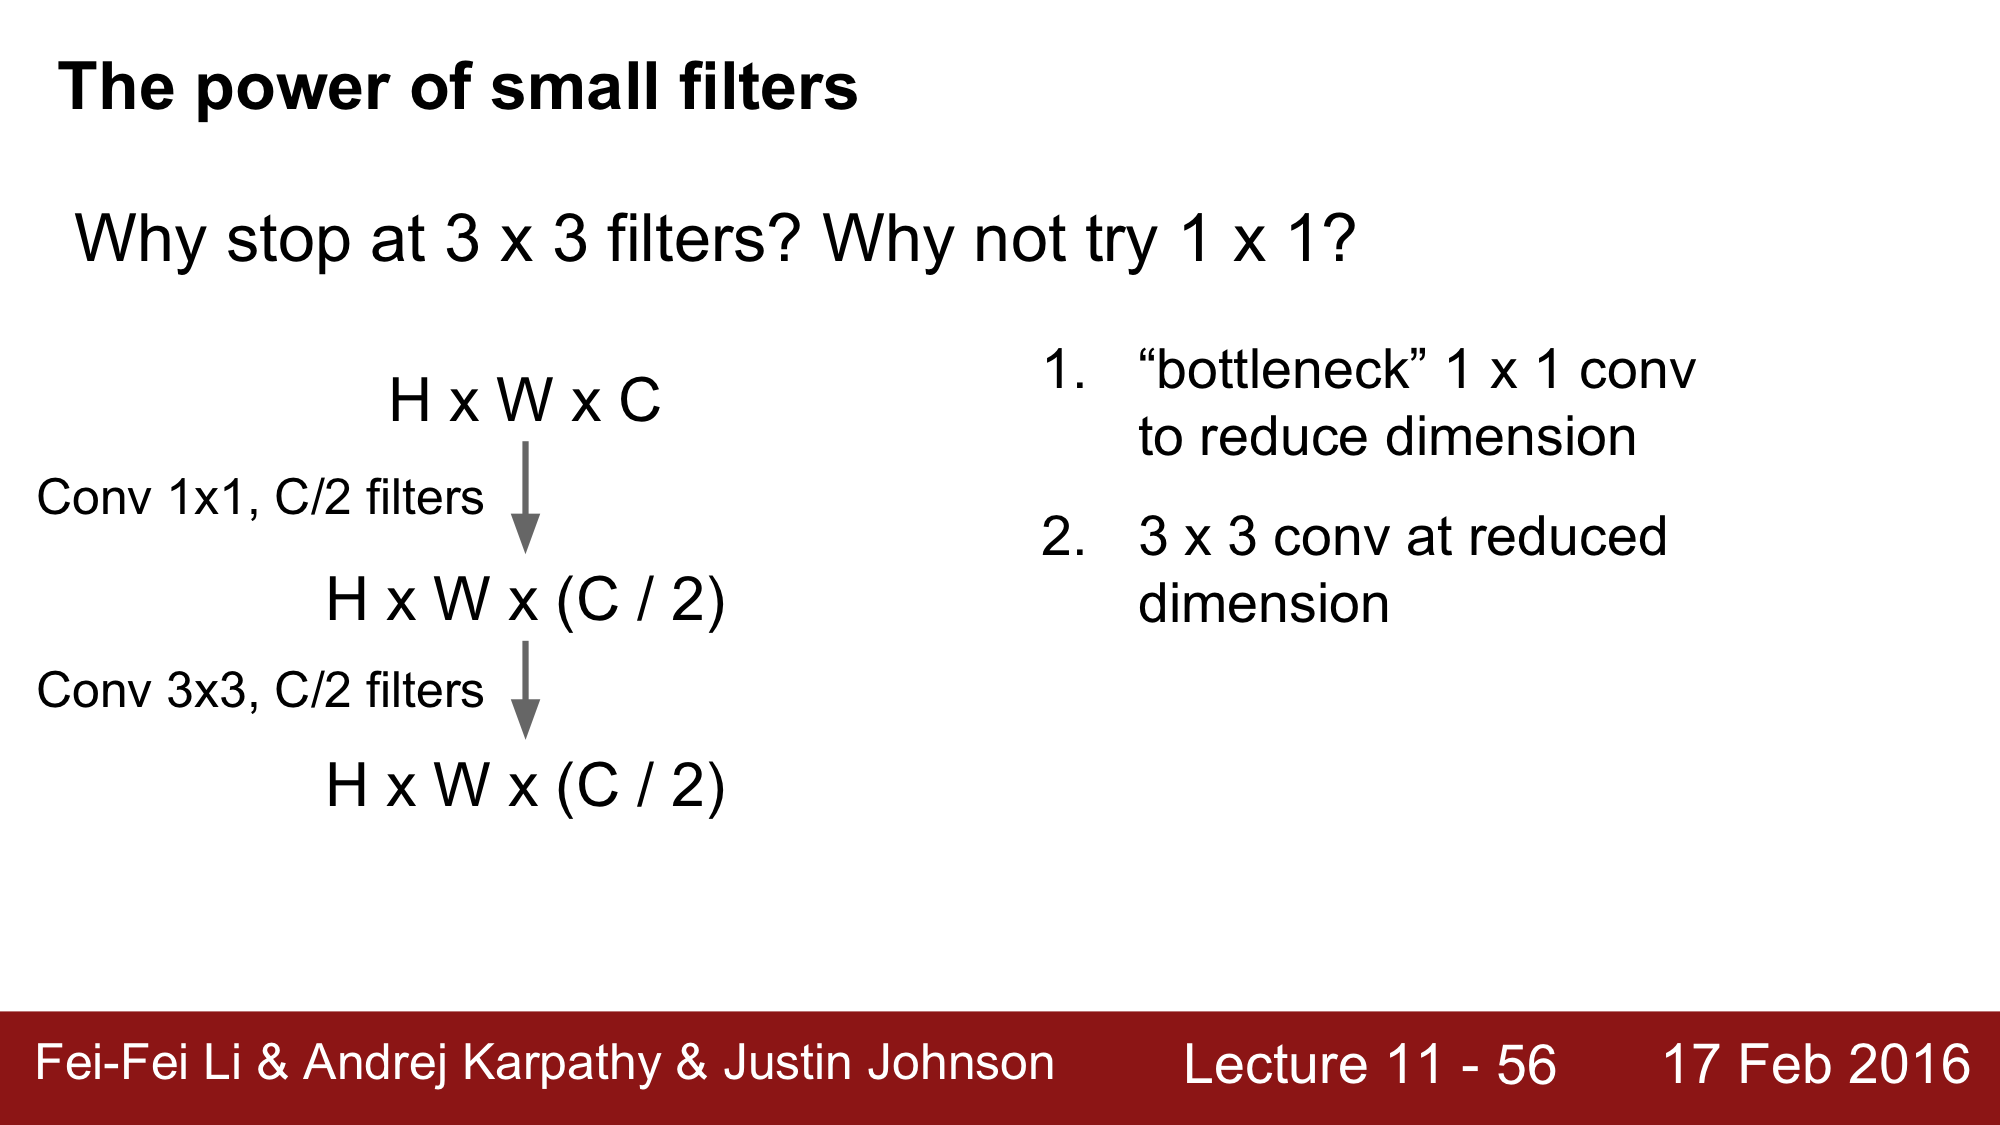 The power of small filters
Why stop at 3 x 3 filters? Why not try 1 x 1?
H x W x C
Conv 1x1, C/2 filters
H x W x (C / 2)
Conv 3x3, C/2 filters
H x W x (C / 2)
1. “bottleneck” 1 x 1 conv
to reduce dimension
2. 3 x 3 conv at reduced
dimension
Fei-Fei Li & Andrej Karpathy & Justin Johnson
Lecture 11 - 56
17 Feb 2016